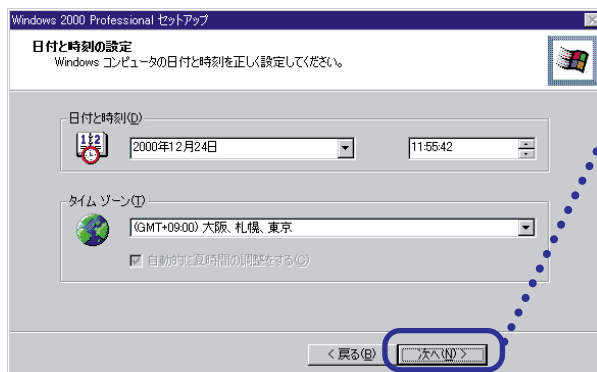 Windows 2000 Professional セットアップ
日付と時刻の設定
Windows コンピュータの日付と時刻を正しく設定してください。
日付と時刻(D)
2000年12月24日
11:55:42
タイム ゾーン(T)
(GMT+09:00) 大阪、札幌、東京
自動的に夏時間の調整をする(O)
< 戻る(B)
次へ(N) >